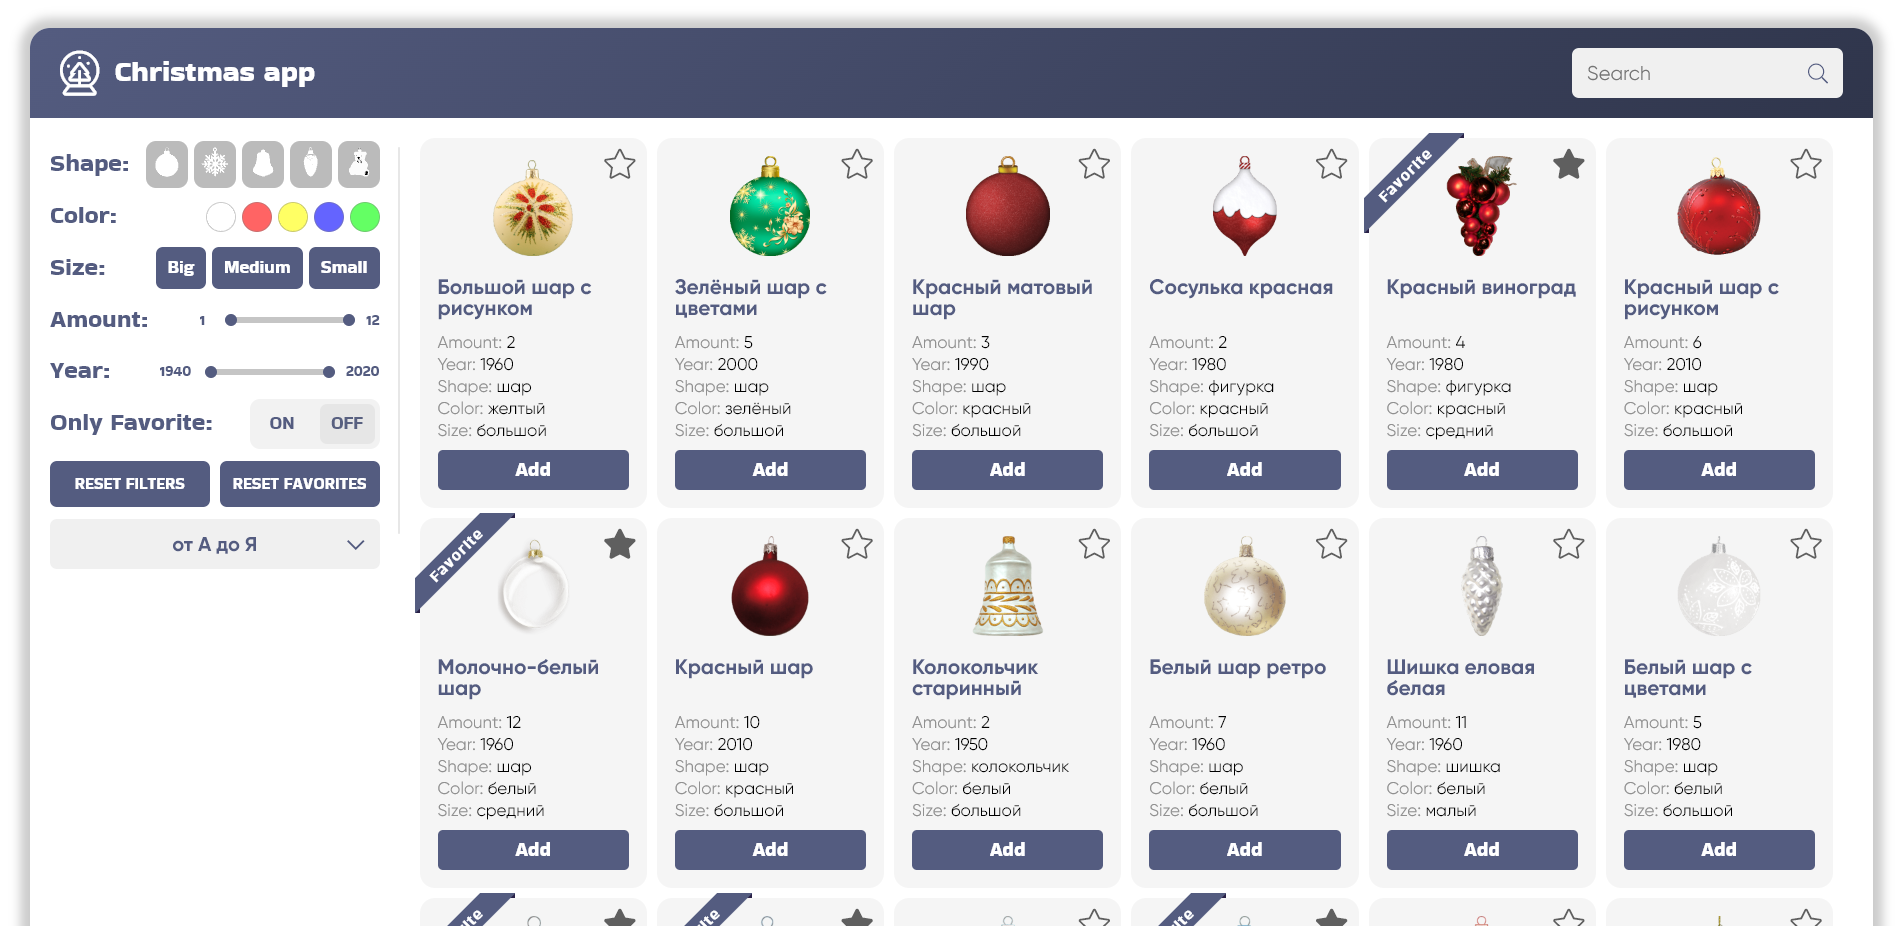 Christmas app
Search
Shape:
Color:
Size:
Big
Medium
Small
Amount:
1
12
Year:
1940
2020
Only Favorite:
ON
OFF
RESET FILTERS
RESET FAVORITES
от А до Я
Большой шар с
рисунком
Amount: 2
Year: 1960
Shape: шар
Color: желтый
Size: большой
Add
Зелёный шар с
цветами
Amount: 5
Year: 2000
Shape: шар
Color: зелёный
Size: большой
Add
Красный матовый
шар
Amount: 3
Year: 1990
Shape: шар
Color: красный
Size: большой
Add
Сосулька красная
Amount: 2
Year: 1980
Shape: фигурка
Color: красный
Size: большой
Add
Favorite
Красный виноград
Amount: 4
Year: 1980
Shape: фигурка
Color: красный
Size: средний
Add
Красный шар с
рисунком
Amount: 6
Year: 2010
Shape: шар
Color: красный
Size: большой
Add
Favorite
Молочно-белый
шар
Amount: 12
Year: 1960
Shape: шар
Color: белый
Size: средний
Add
Красный шар
Amount: 10
Year: 2010
Shape: шар
Color: красный
Size: большой
Add
Колокольчик
старинный
Amount: 2
Year: 1950
Shape: колокольчик
Color: белый
Size: большой
Add
Белый шар ретро
Amount: 7
Year: 1960
Shape: шар
Color: белый
Size: большой
Add
Шишка еловая
белая
Amount: 11
Year: 1960
Shape: шишка
Color: белый
Size: малый
Add
Белый шар с
цветами
Amount: 5
Year: 1980
Shape: шар
Color: белый
Size: большой
Add